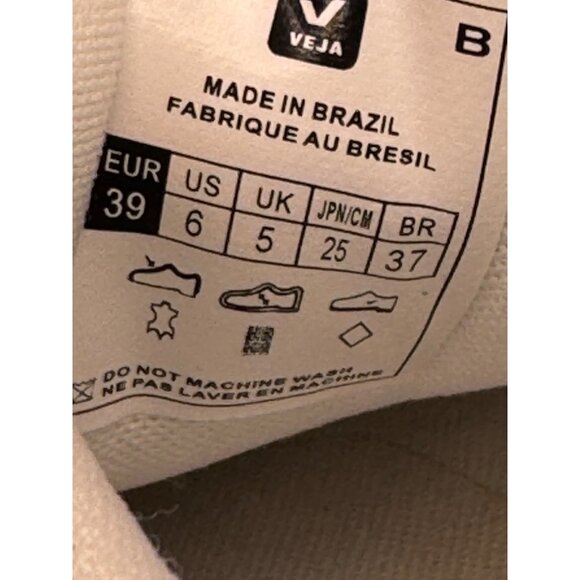 V
VEJA
B
MADE IN BRAZIL
FABRIQUE AU BRESIL
EUR US UK JPN/CM BR
39 6 5 25 37
DO NOT MACHINE WASH
NE PAS LAVER EN MACHINE